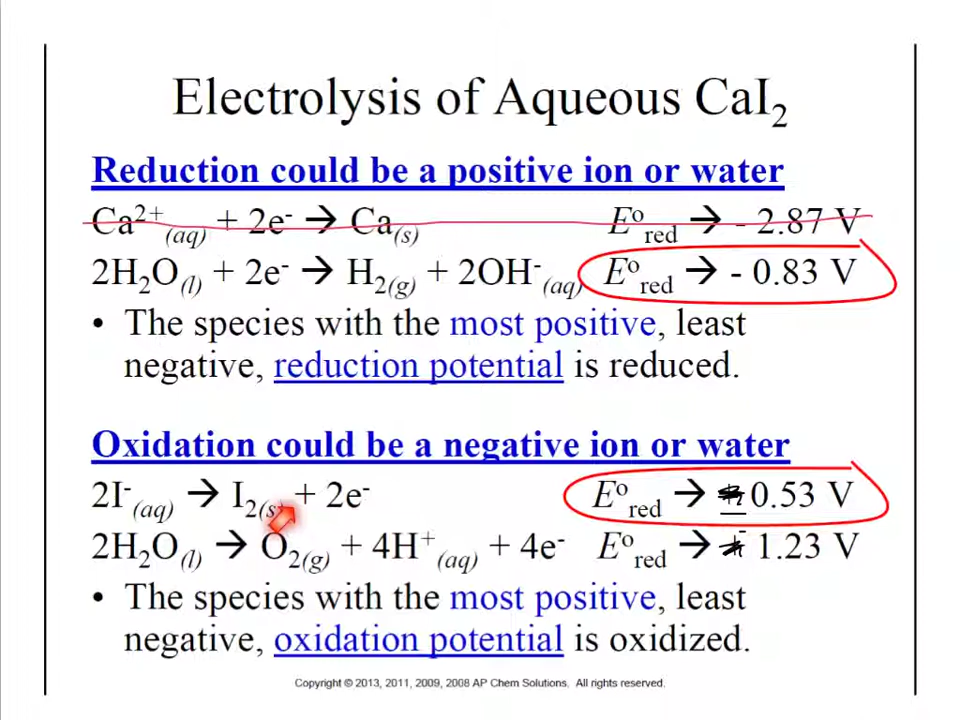 Electrolysis of Aqueous CaI₂
Reduction could be a positive ion or water
Ca²⁺(aq) + 2e⁻ → Ca(s) E°red → - 2.87 V
2H₂O(l) + 2e⁻ → H₂(g) + 2OH⁻(aq) E°red → - 0.83 V
• The species with the most positive, least
negative, reduction potential is reduced.
Oxidation could be a negative ion or water
2I⁻(aq) → I₂(s) + 2e⁻ E°red → 0.53 V
2H₂O(l) → O₂(g) + 4H⁺(aq) + 4e⁻ E°red → - 1.23 V
• The species with the most positive, least
negative, oxidation potential is oxidized.
Copyright © 2013, 2011, 2009, 2008 AP Chem Solutions. All rights reserved.